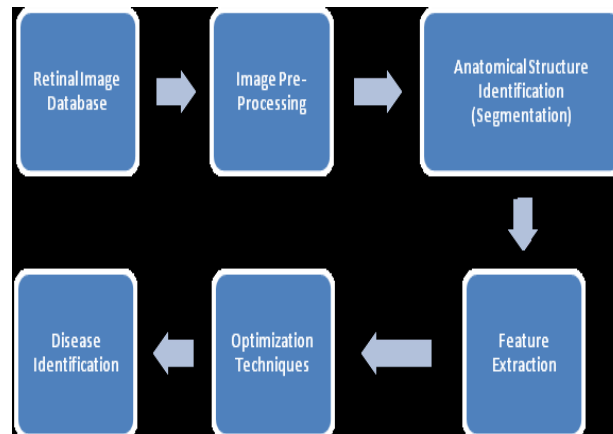 Retinal Image
Database
Image Pre-
Processing
Anatomical Structure
Identification
(Segmentation)
Feature
Extraction
Optimization
Techniques
Disease
Identification